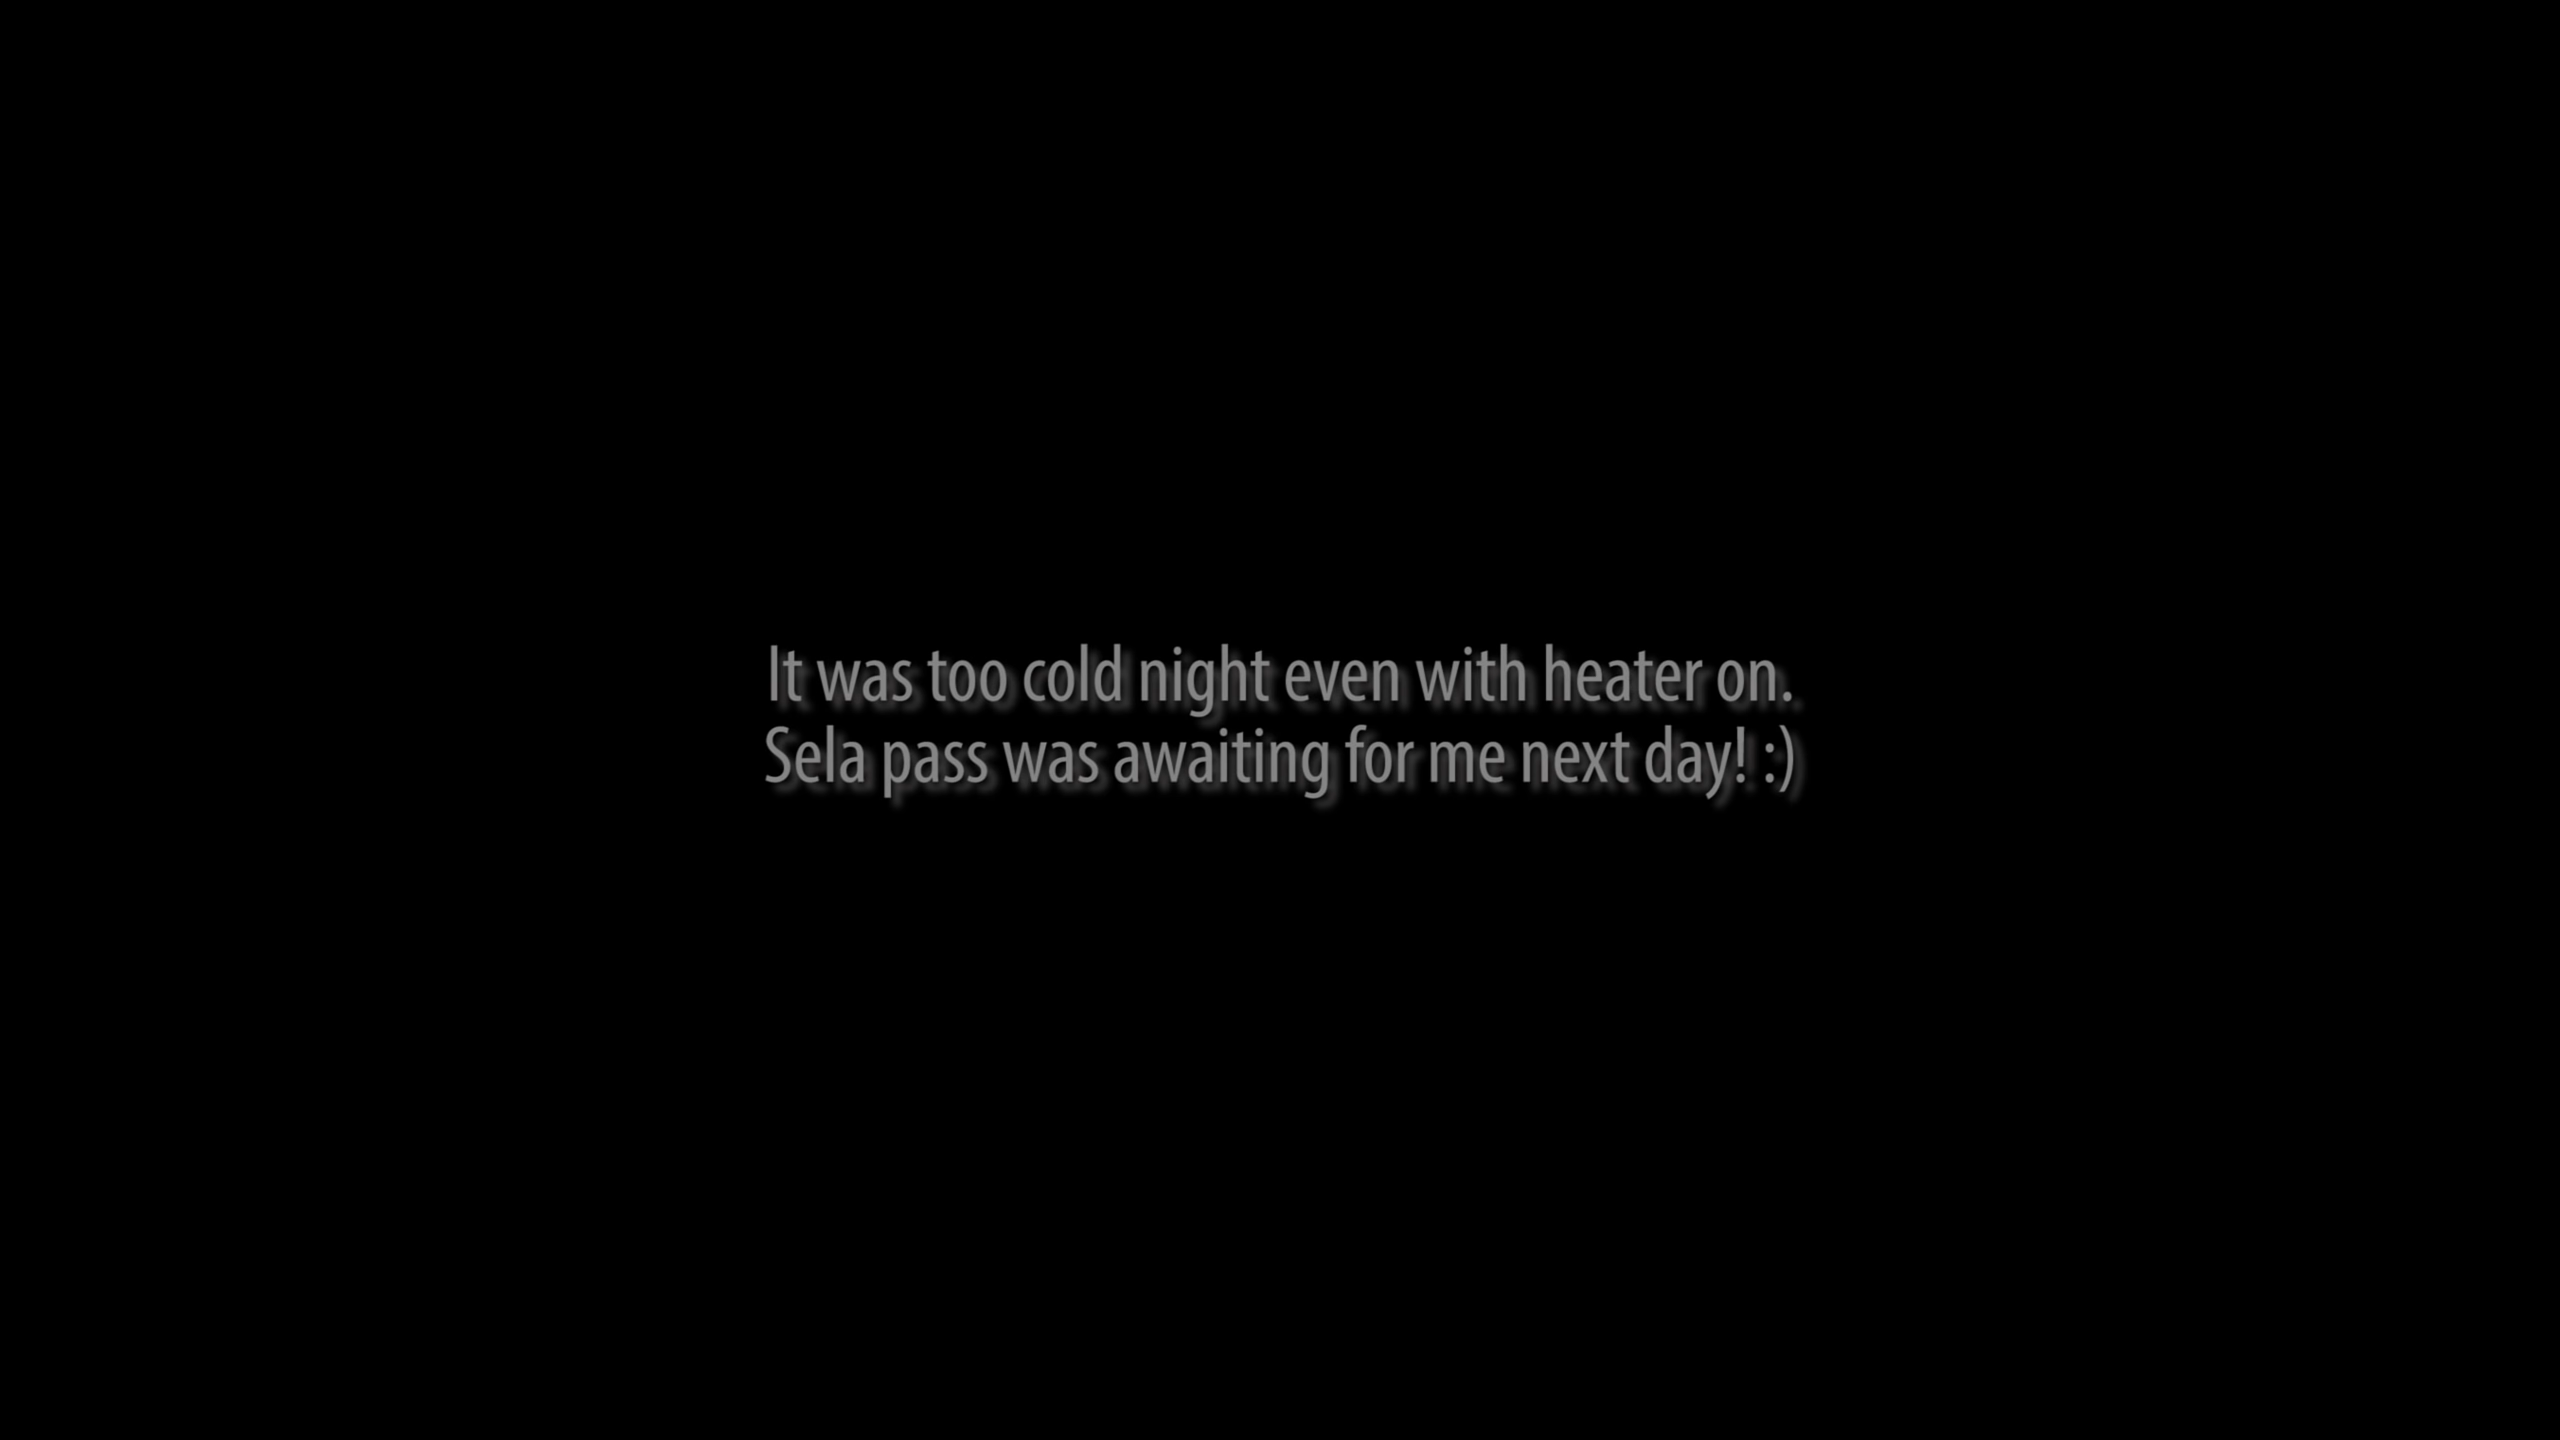 It was too cold night even with heater on.
Sela pass was awaiting for me next day! :)